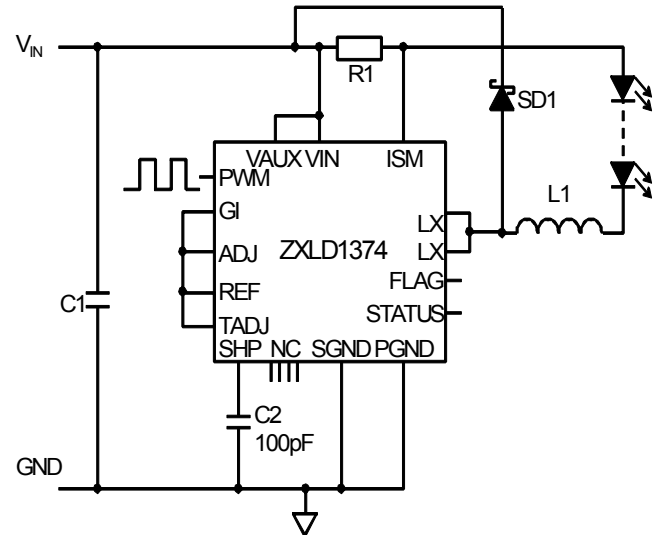 VIN
R1
SD1
VAUX VIN ISM
PWM
GI
LX
L1
ADJ
ZXLD1374
LX
REF
FLAG
TADJ
STATUS
C1
SHP NC SGND PGND
C2
100pF
GND